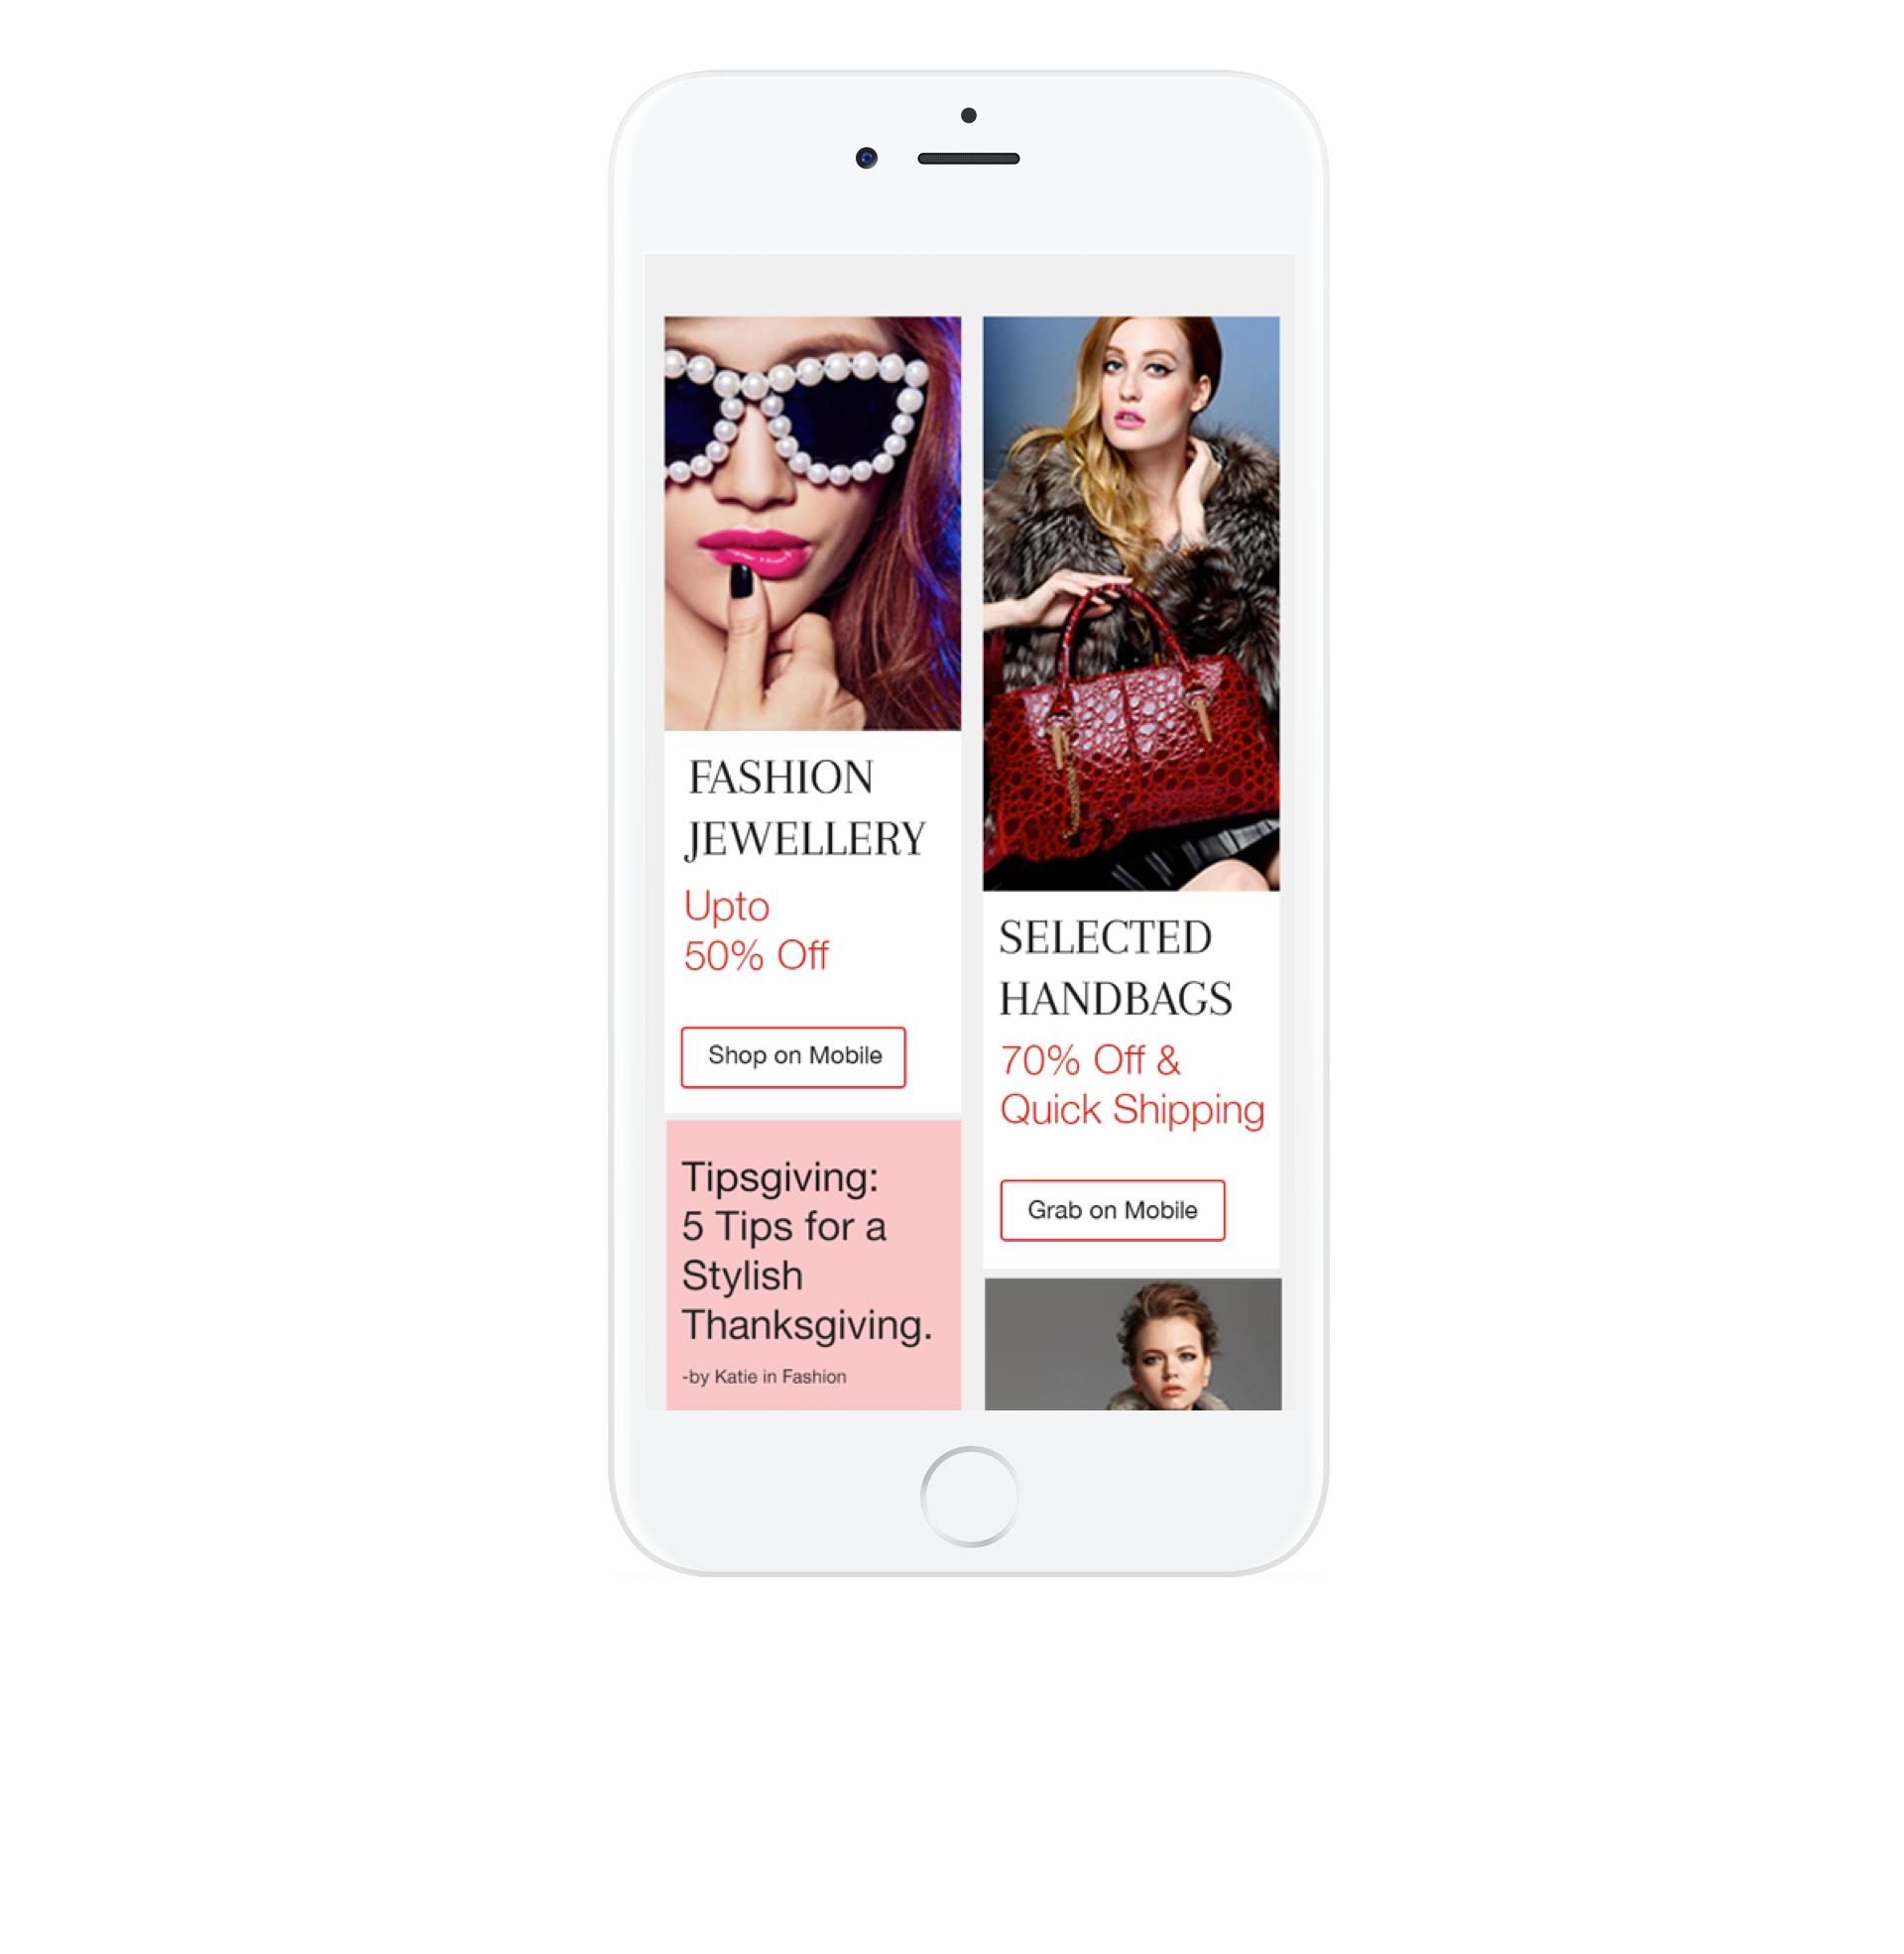 FASHION
JEWELLERY
Upto
50% Off
Shop on Mobile
Tipsgiving:
5 Tips for a
Stylish
Thanksgiving.
-by Katie in Fashion
SELECTED
HANDBAGS
70% Off &
Quick Shipping
Grab on Mobile